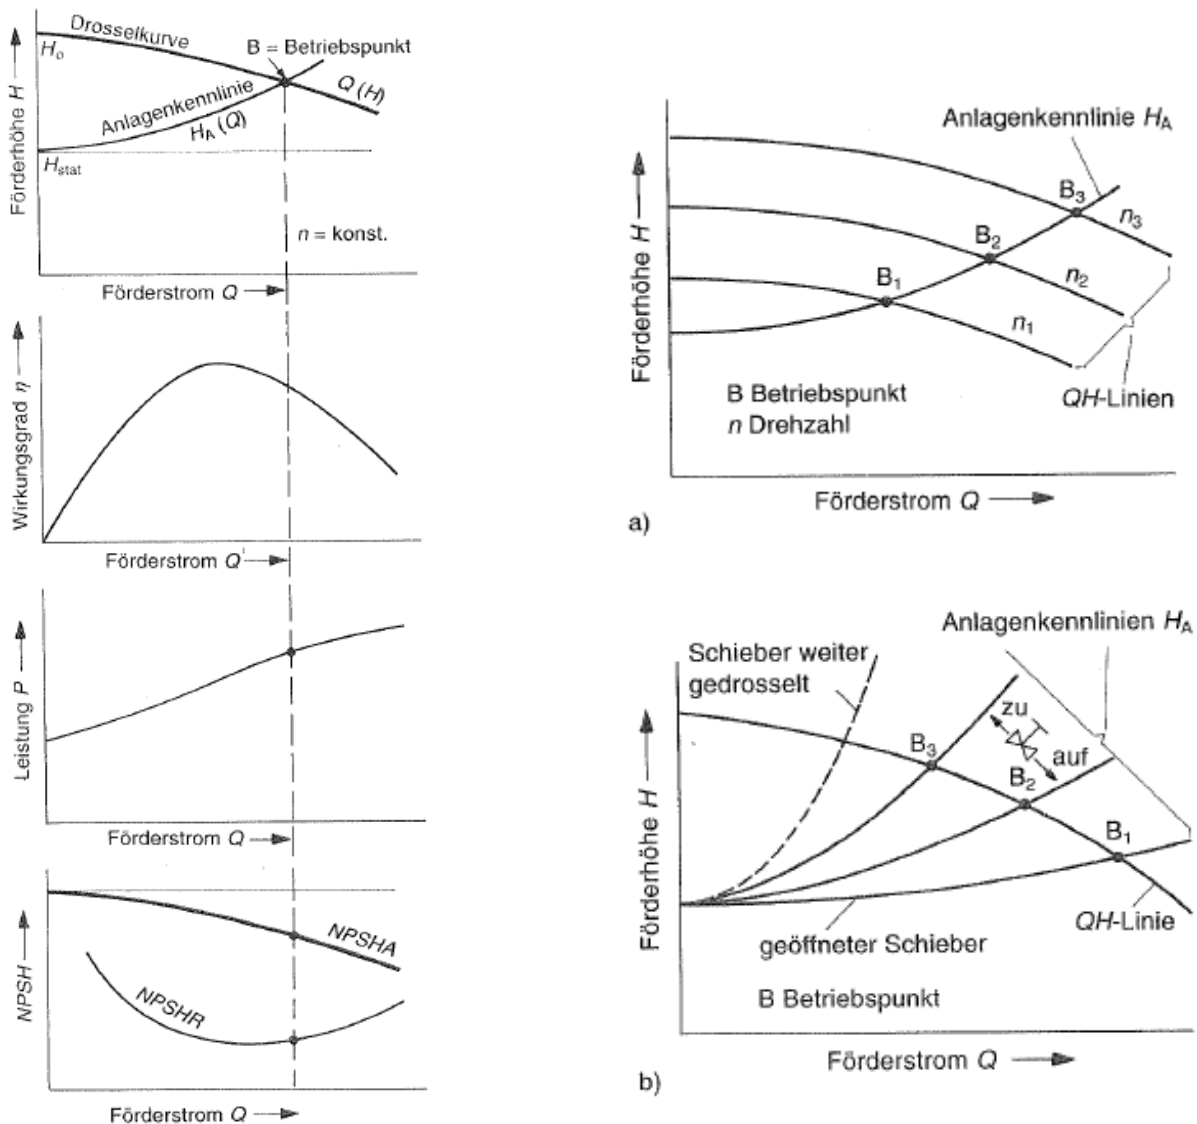 Drosselkurve
H₀
B = Betriebspunkt
Anlagenkennlinie
Q (H)
H_A (Q)
H_stat
Förderhöhe H
n = konst.
Förderstrom Q
Wirkungsgrad η
Förderstrom Q
Leistung P
Förderstrom Q
NPSH
NPSHA
NPSHR
Förderstrom Q
Anlagenkennlinie H_A
Förderhöhe H
B₃
n₃
B₂
n₂
B₁
n₁
B Betriebspunkt
n Drehzahl
QH-Linien
Förderstrom Q
a)
Anlagenkennlinien H_A
Schieber weiter
gedrosselt
zu
auf
B₃
B₂
B₁
Förderhöhe H
QH-Linie
geöffneter Schieber
B Betriebspunkt
Förderstrom Q
b)